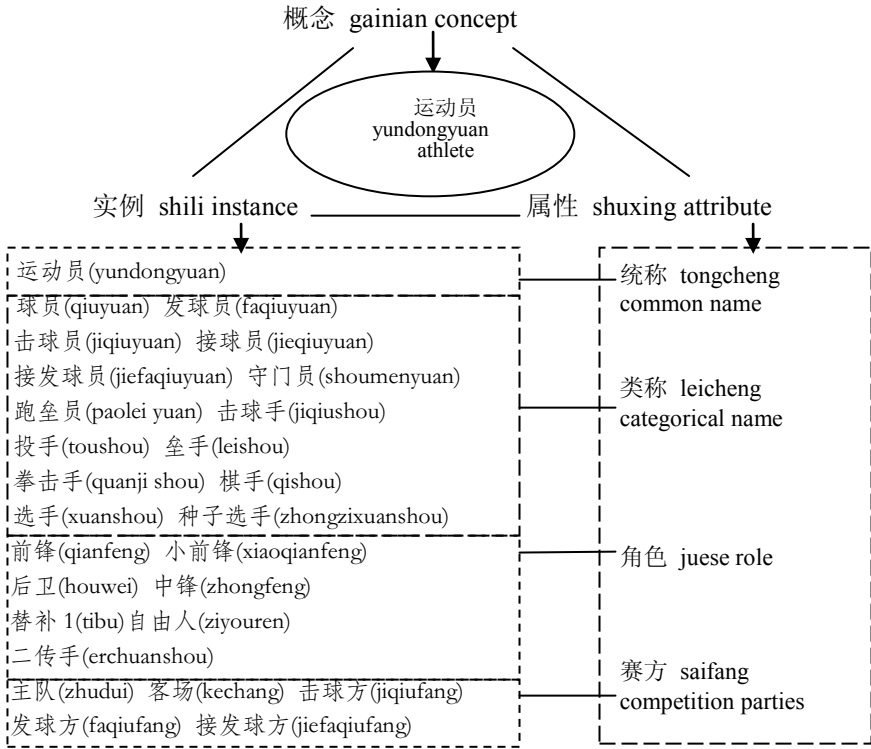 概念 gainian concept
运动员
yundongyuan
athlete
实例 shili instance
属性 shuxing attribute
运动员(yundongyuan)
球员(qiuyuan) 发球员(faqiuyuan)
击球员(jiqiuyuan) 接球员(jieqiuyuan)
接发球员(jiefaqiuyuan) 守门员(shoumenyuan)
跑垒员(paolei yuan) 击球手(jiqiushou)
投手(toushou) 垒手(leishou)
拳击手(quanji shou) 棋手(qishou)
选手(xuanshou) 种子选手(zhongzixuanshou)
前锋(qianfeng) 小前锋(xiaoqianfeng)
后卫(houwei) 中锋(zhongfeng)
替补 1(tibu)自由人(ziyouren)
二传手(erchuanshou)
主队(zhudui) 客场(kechang) 击球方(jiqiufang)
发球方(faqiufang) 接发球方(jiefaqiufang)
统称 tongcheng
common name
类称 leicheng
categorical name
角色 juese role
赛方 saifang
competition parties